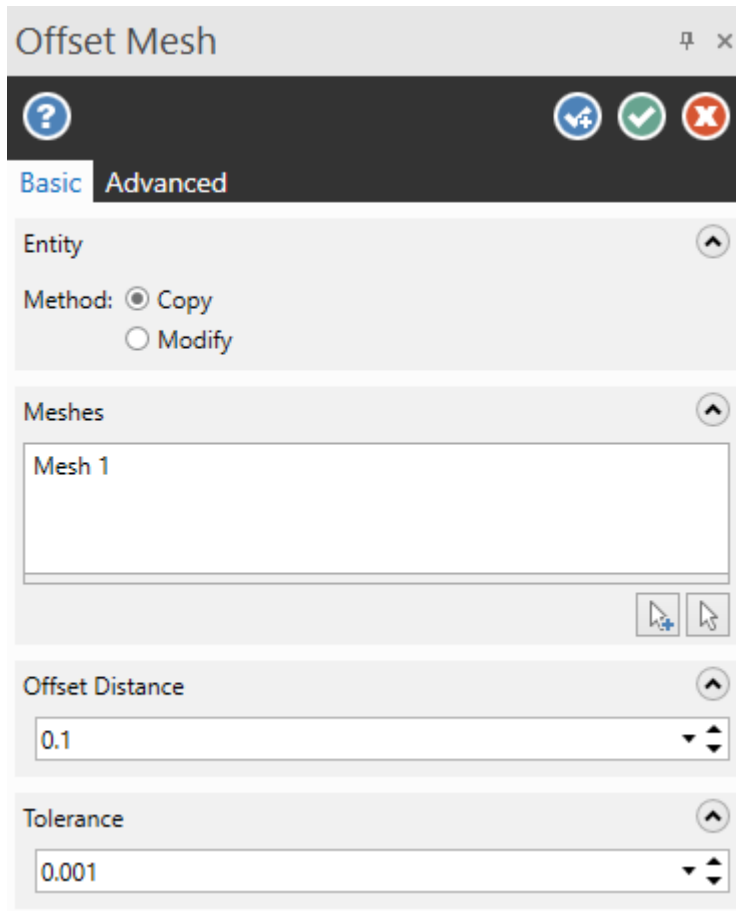 Offset Mesh
Basic Advanced
Entity
Method: Copy
Modify
Meshes
Mesh 1
Offset Distance
0.1
Tolerance
0.001